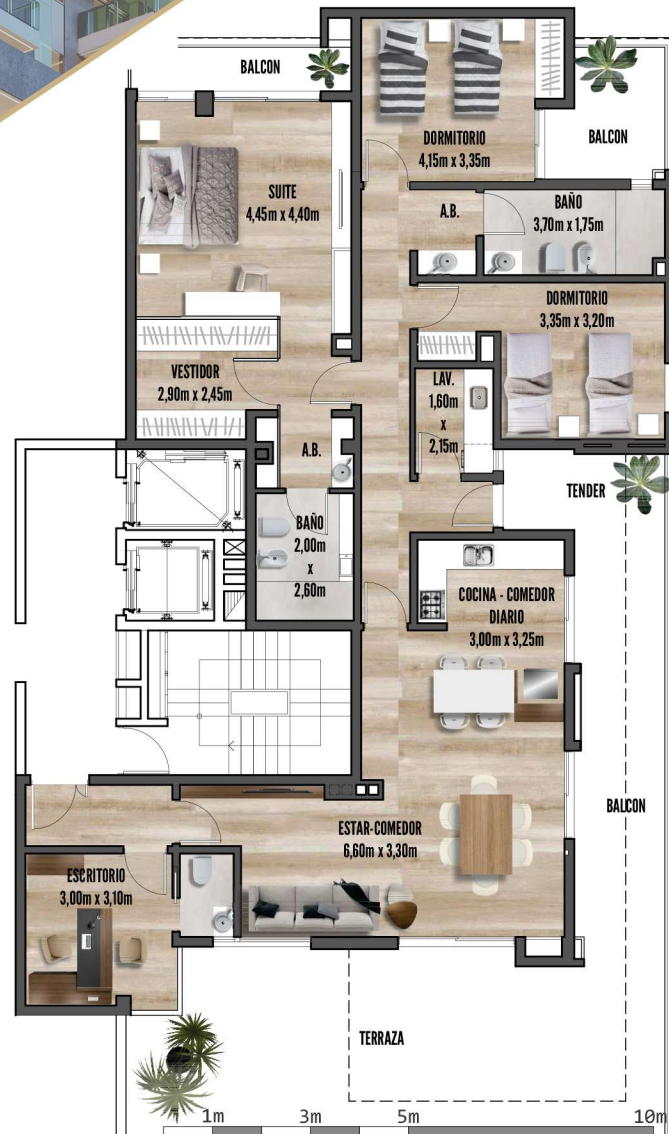 BALCON
DORMITORIO
4,15m x 3,35m
BALCON
SUITE
4,45m x 4,40m
A.B.
BAÑO
3,70m x 1,75m
DORMITORIO
3,35m x 3,20m
VESTIDOR
2,90m x 2,45m
LAV.
1,60m
x
2,15m
A.B.
TENDER
BAÑO
2,00m
x
2,60m
COCINA - COMEDOR
DIARIO
3,00m x 3,25m
BALCON
ESTAR-COMEDOR
6,60m x 3,30m
ESCRITORIO
3,00m x 3,10m
TERRAZA
1m 3m 5m 10m